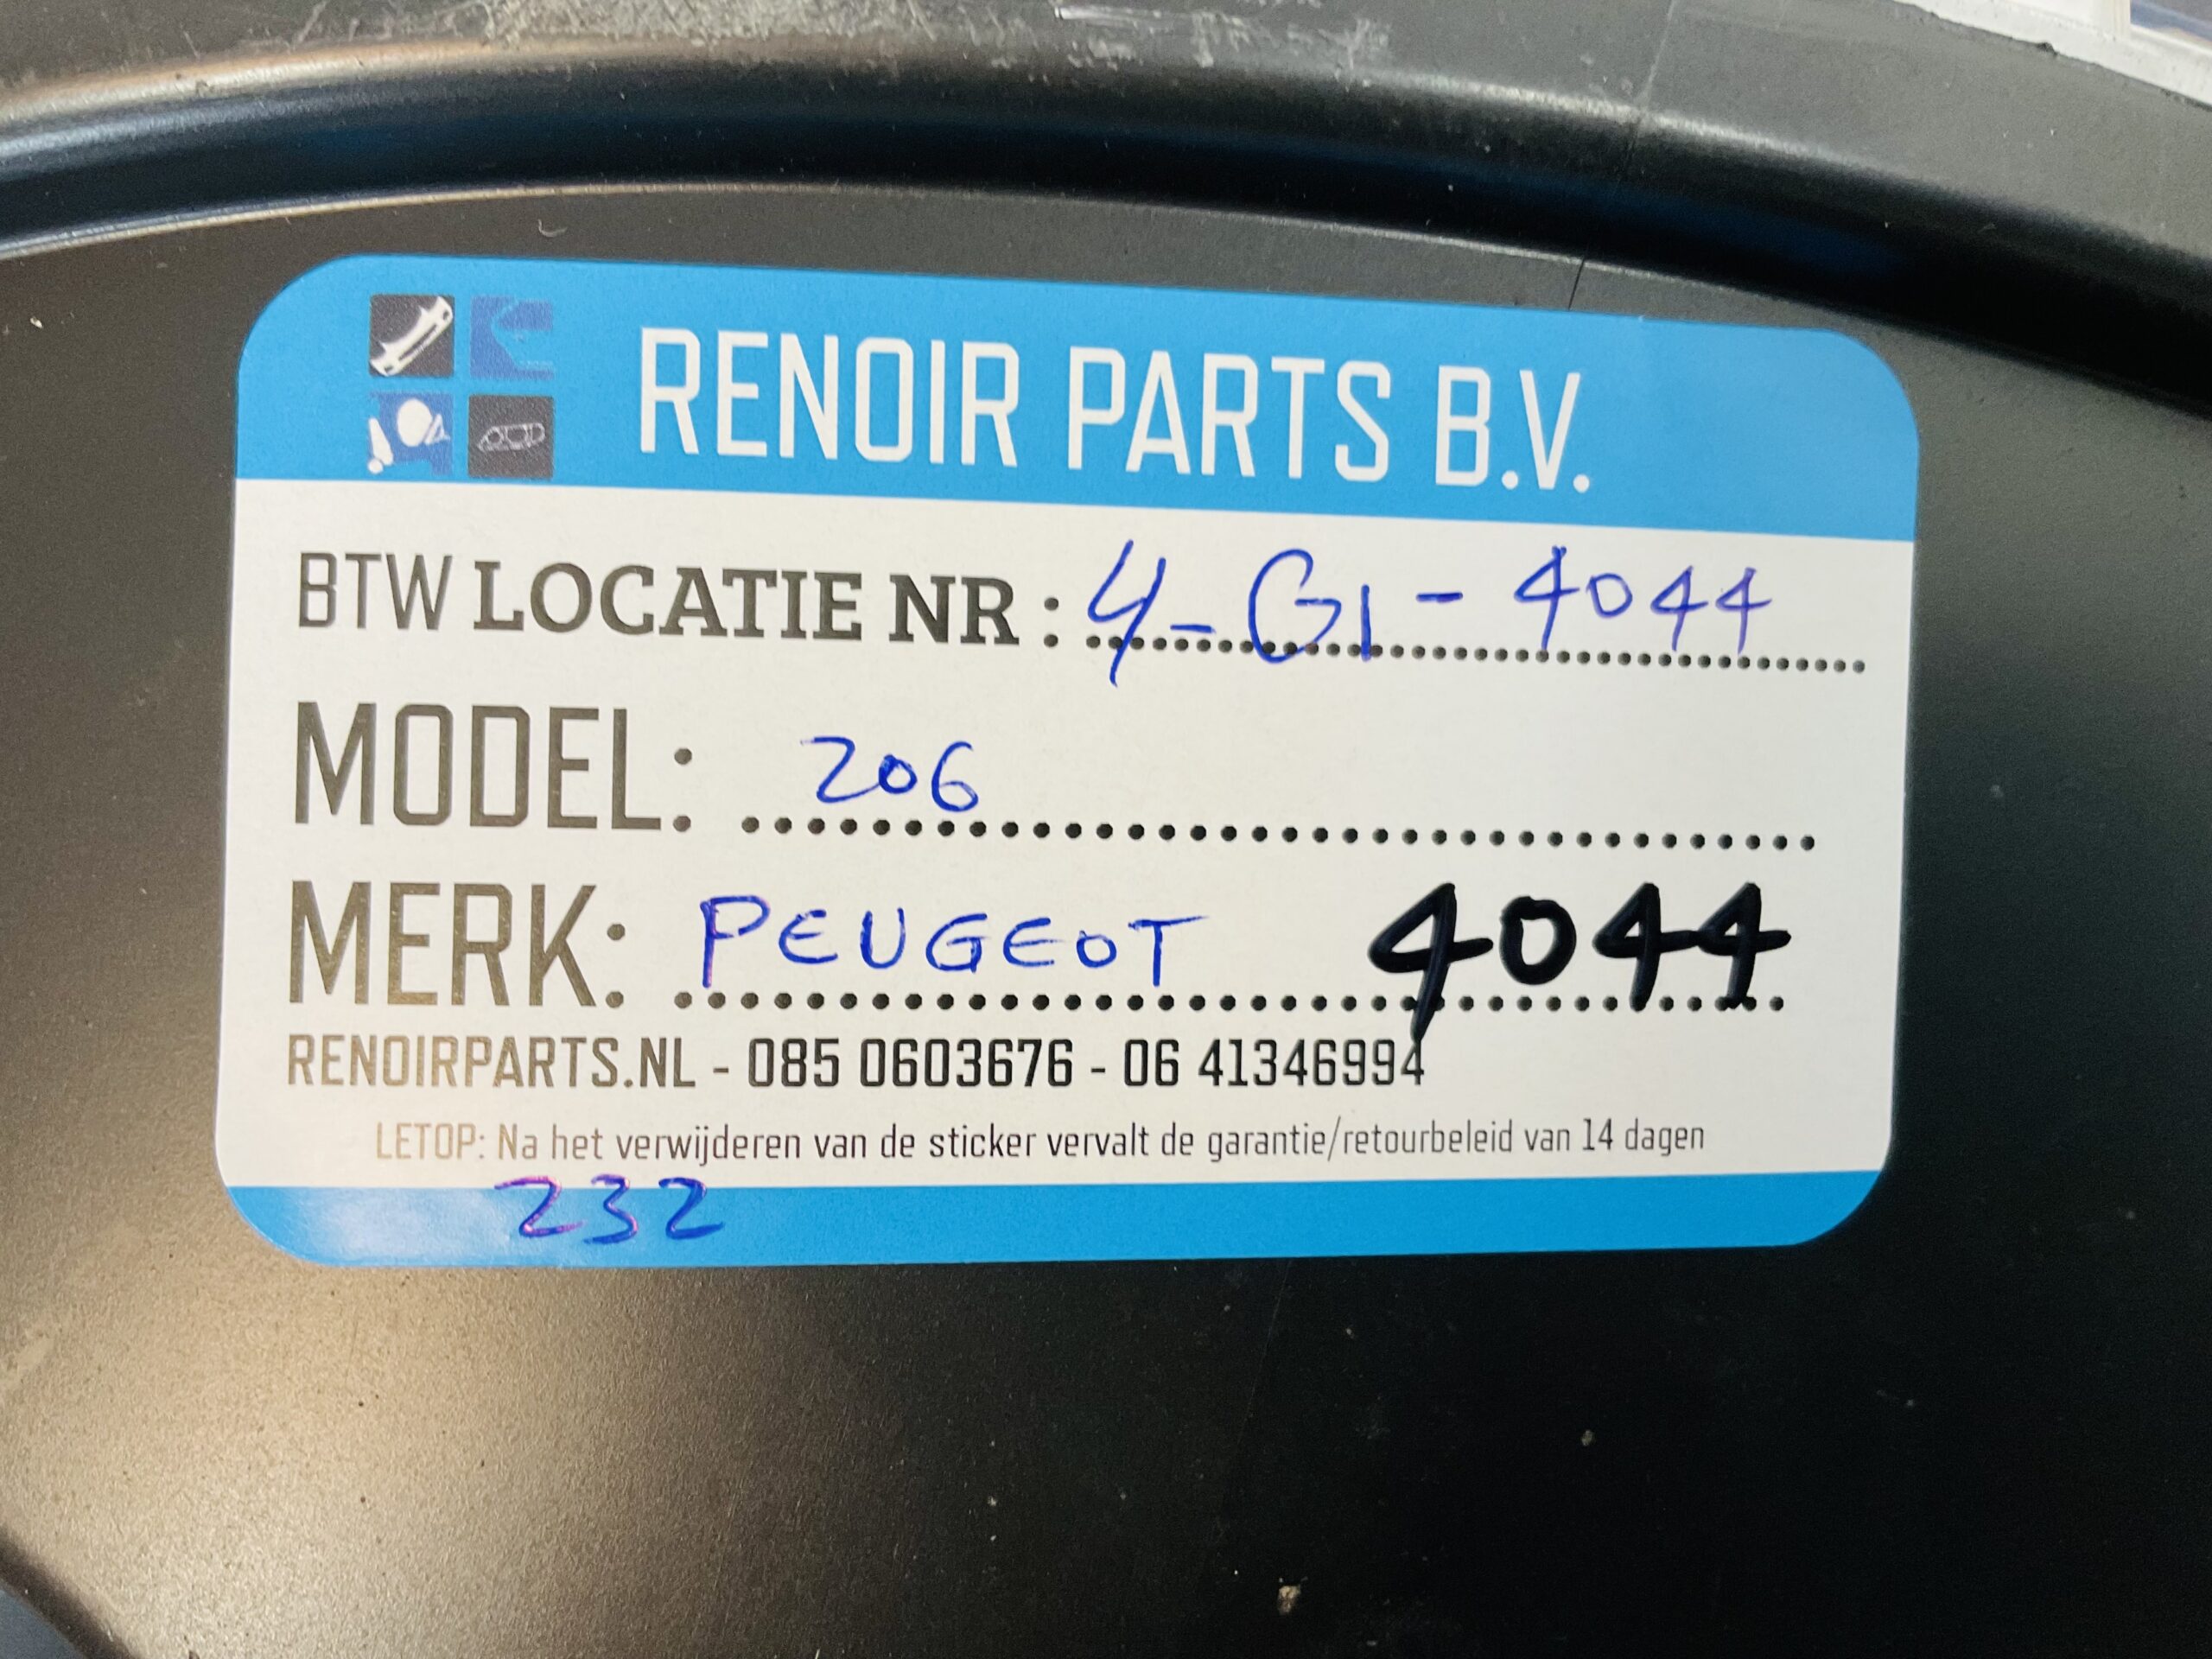 RENOIR PARTS B.V.
BTW LOCATIE NR : 4-G1-4044
MODEL: 206
MERK: PEUGEOT 4044
RENOIRPARTS.NL - 085 0603676 - 06 41346994
LETOP: Na het verwijderen van de sticker vervalt de garantie/retourbeleid van 14 dagen
232